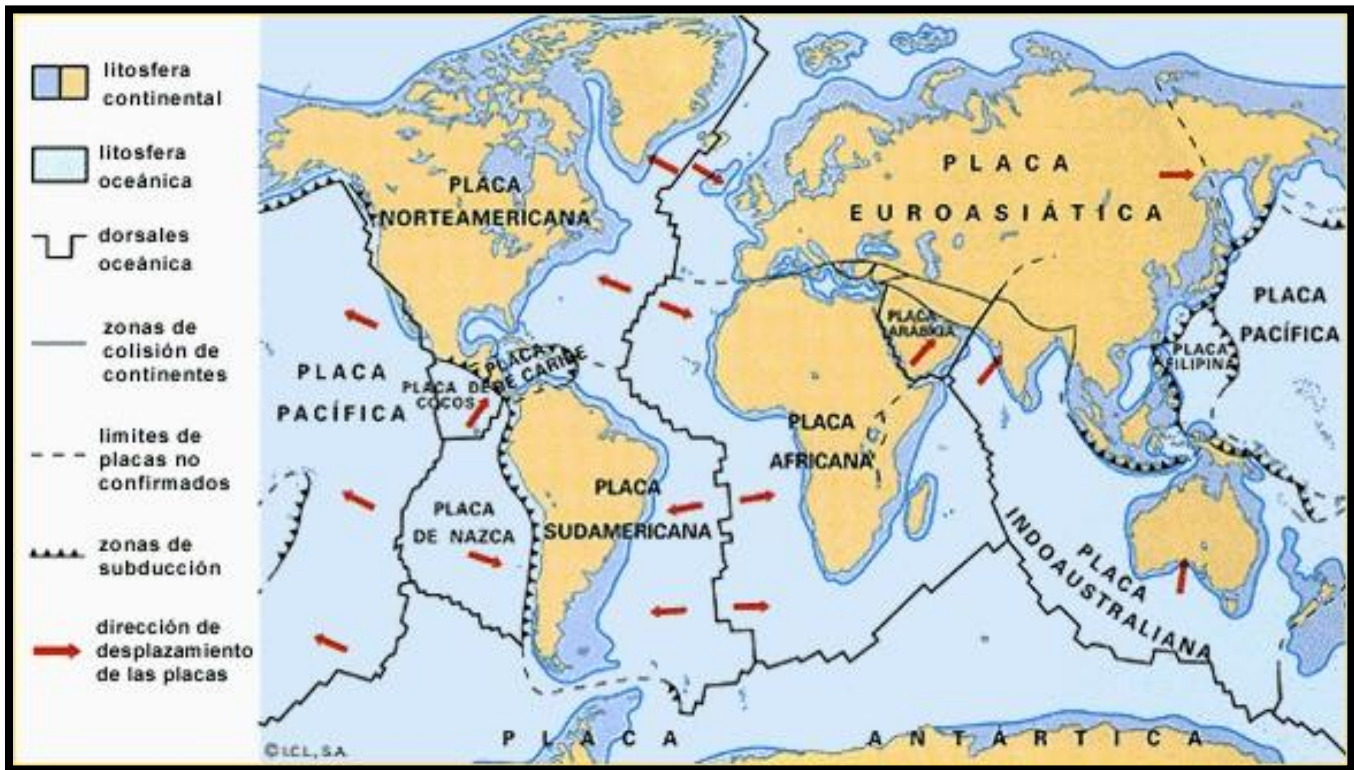 litosfera
continental
litosfera
oceánica
dorsales
oceánica
zonas de
colisión de
continentes
limites de
placas no
confirmados
zonas de
subducción
dirección de
desplazamiento
de las placas
PLACA
NORTEAMERICANA
PLACA
EUROASIÁTICA
PLACA
PACÍFICA
PLACA DE
COCOS
PLACA
DE CARIBE
PLACA
ARÁBIGA
PLACA
FILIPINA
PLACA
PACÍFICA
PLACA
AFRICANA
PLACA
DE NAZCA
PLACA
SUDAMERICANA
PLACA
INDOAUSTRALIANA
PLACA ANTÁRTICA
© I.C.L., S.A.